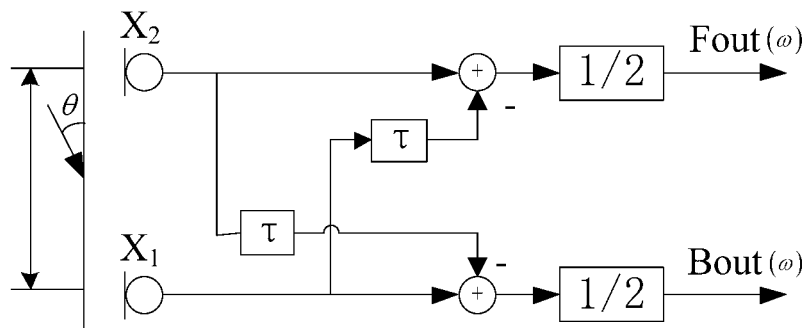 X₂
Fout(ω)
+
1/2
-
θ
τ
τ
X₁
-
Bout(ω)
+
1/2